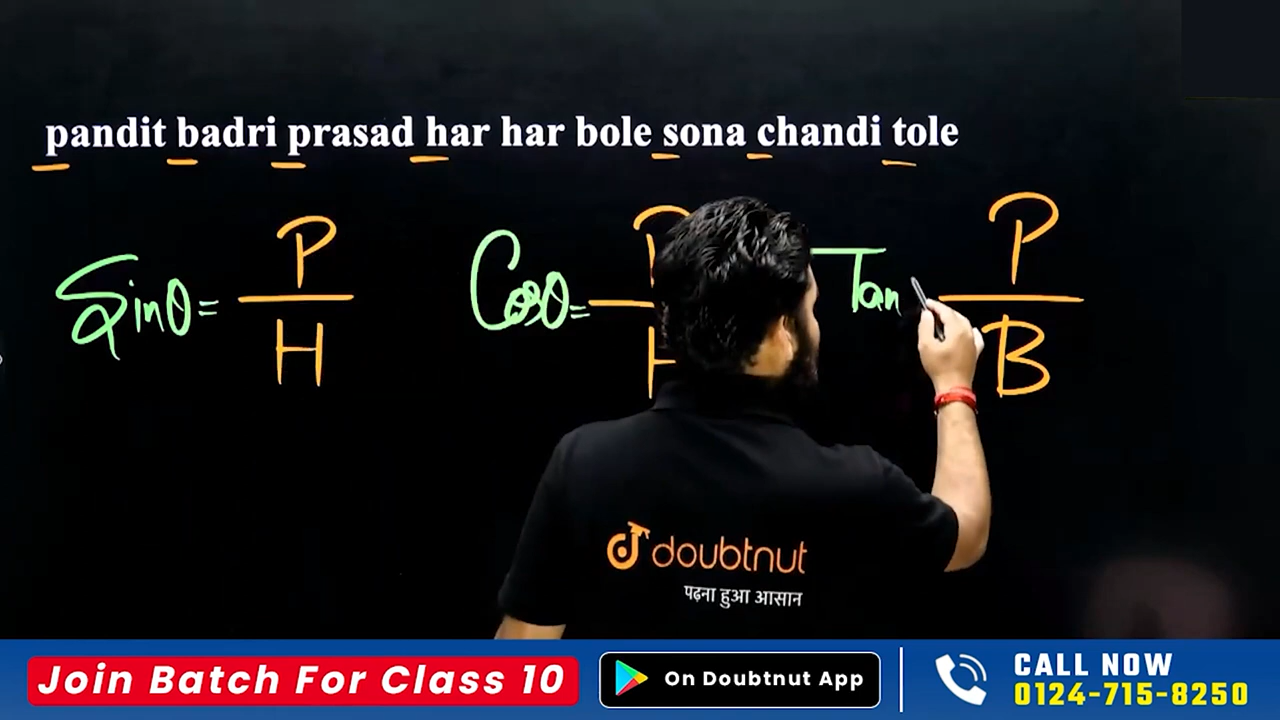 pandit badri prasad har har bole sona chandi tole
Sinθ = P/H
Cosθ =
Tan P/B
doubtnut
पढ़ना हुआ आसान
Join Batch For Class 10
On Doubtnut App
CALL NOW
0124-715-8250